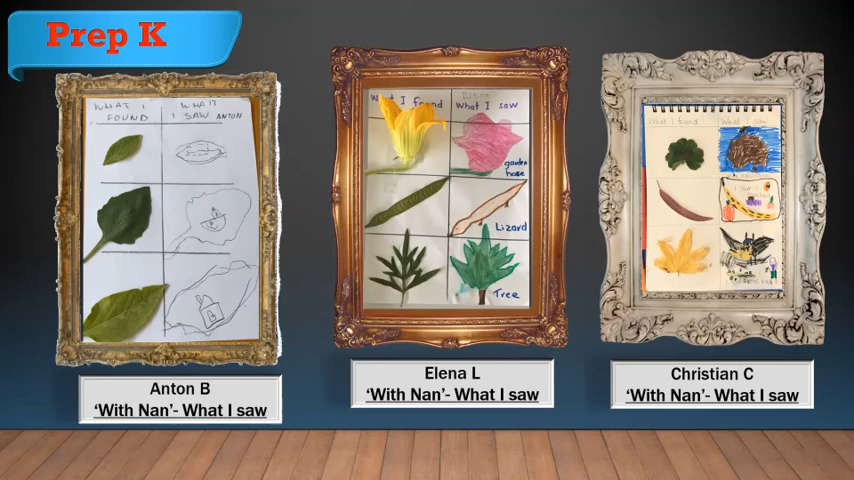 Prep K
WHAT I
FOUND
WHAT
I SAW ANTON
What I found
Elena
What I saw
garden
hose
Lizard
Tree
What I found
What I saw
Anton B
'With Nan'- What I saw
Elena L
'With Nan'- What I saw
Christian C
'With Nan'- What I saw